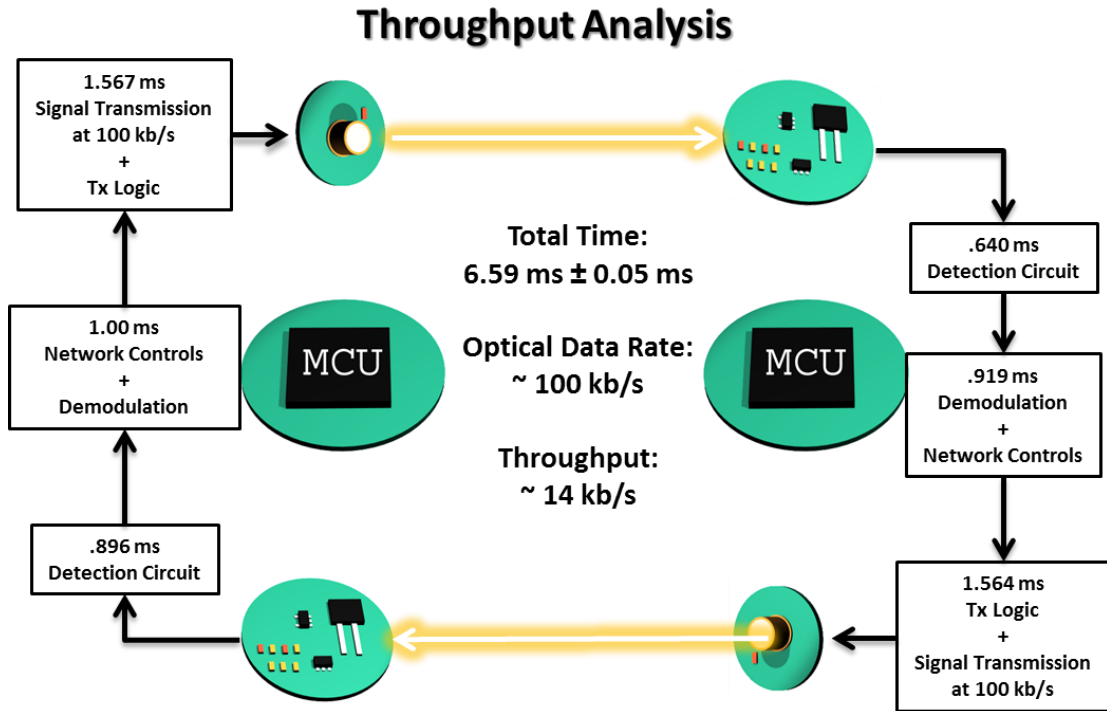 Throughput Analysis
1.567 ms
Signal Transmission
at 100 kb/s
+
Tx Logic
.640 ms
Detection Circuit
Total Time:
6.59 ms ± 0.05 ms
1.00 ms
Network Controls
+
Demodulation
MCU
Optical Data Rate:
~ 100 kb/s
MCU
.919 ms
Demodulation
+
Network Controls
Throughput:
~ 14 kb/s
.896 ms
Detection Circuit
1.564 ms
Tx Logic
+
Signal Transmission
at 100 kb/s